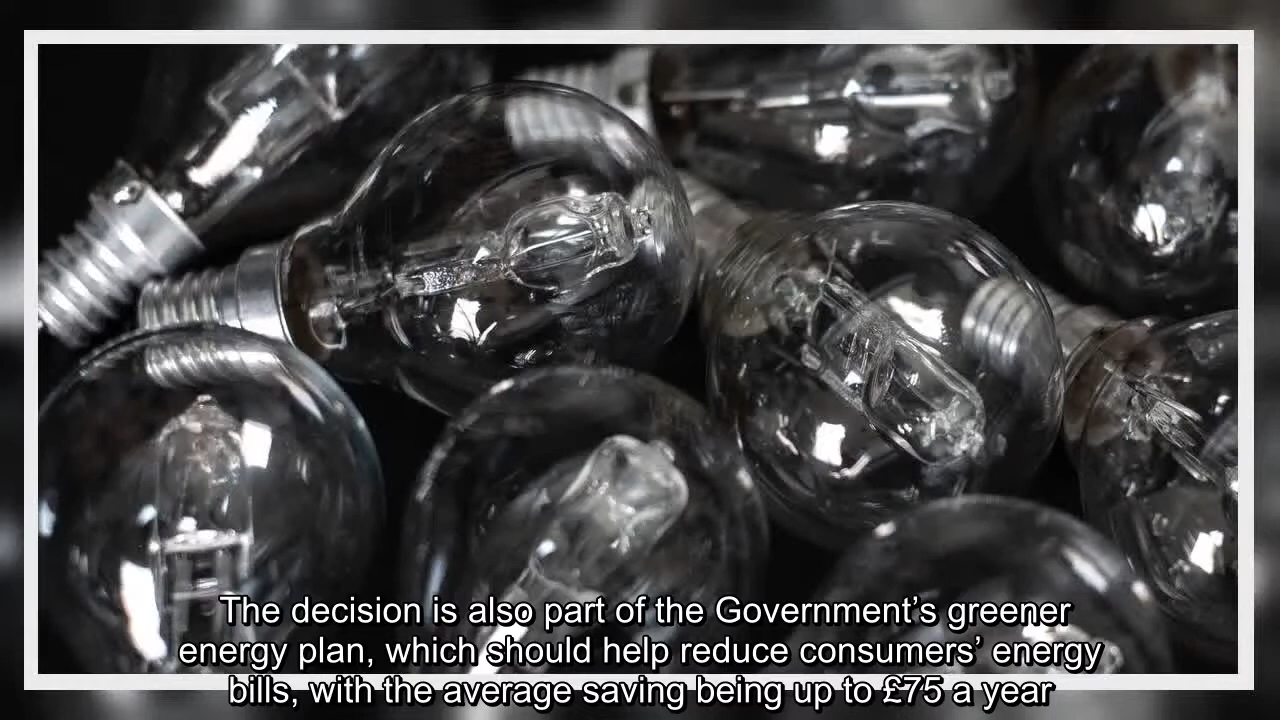 The decision is also part of the Government’s greener
energy plan, which should help reduce consumers’ energy
bills, with the average saving being up to £75 a year